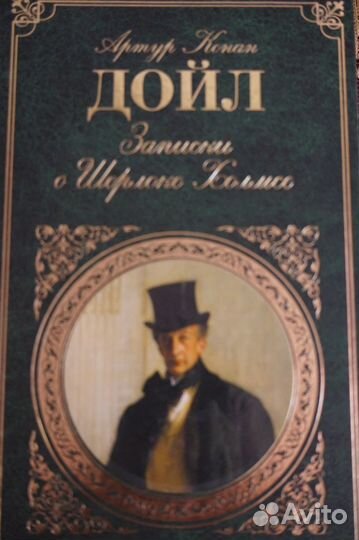 Артур Конан
ДОЙЛ
Записки
о Шерлоке Холмсе
Avito